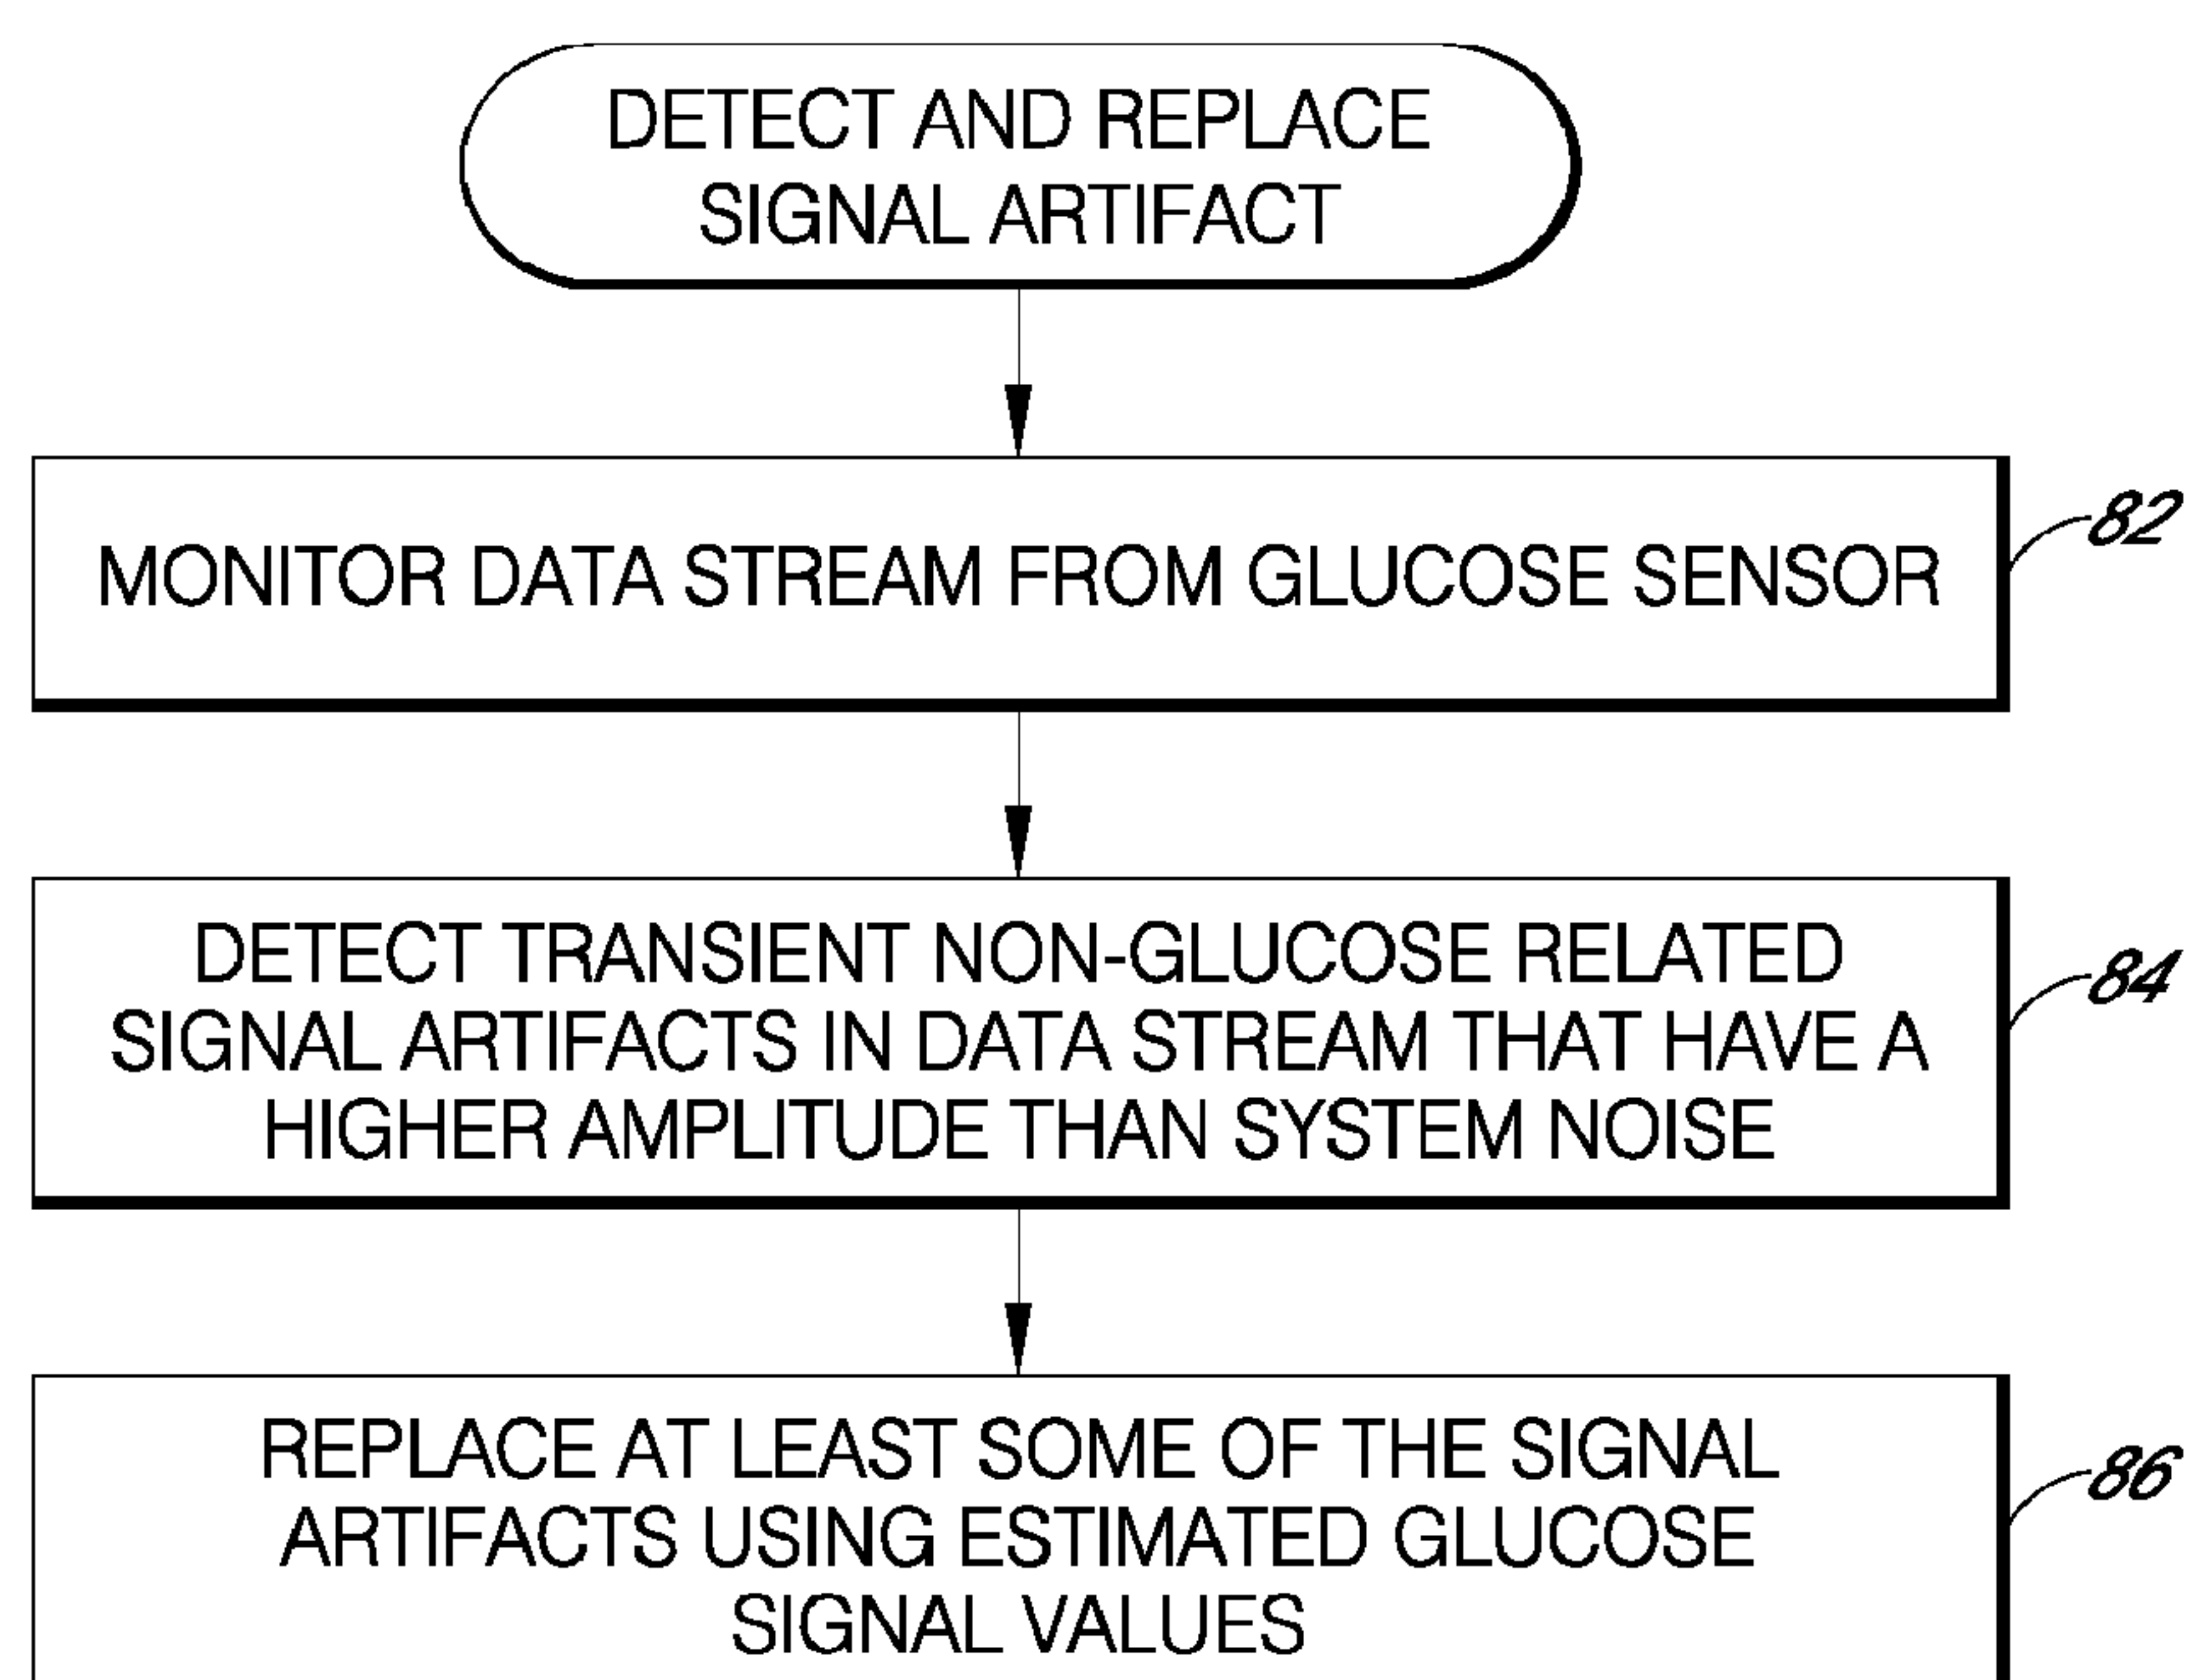 DETECT AND REPLACE
SIGNAL ARTIFACT
MONITOR DATA STREAM FROM GLUCOSE SENSOR
82
DETECT TRANSIENT NON-GLUCOSE RELATED
SIGNAL ARTIFACTS IN DATA STREAM THAT HAVE A
HIGHER AMPLITUDE THAN SYSTEM NOISE
84
REPLACE AT LEAST SOME OF THE SIGNAL
ARTIFACTS USING ESTIMATED GLUCOSE
SIGNAL VALUES
86